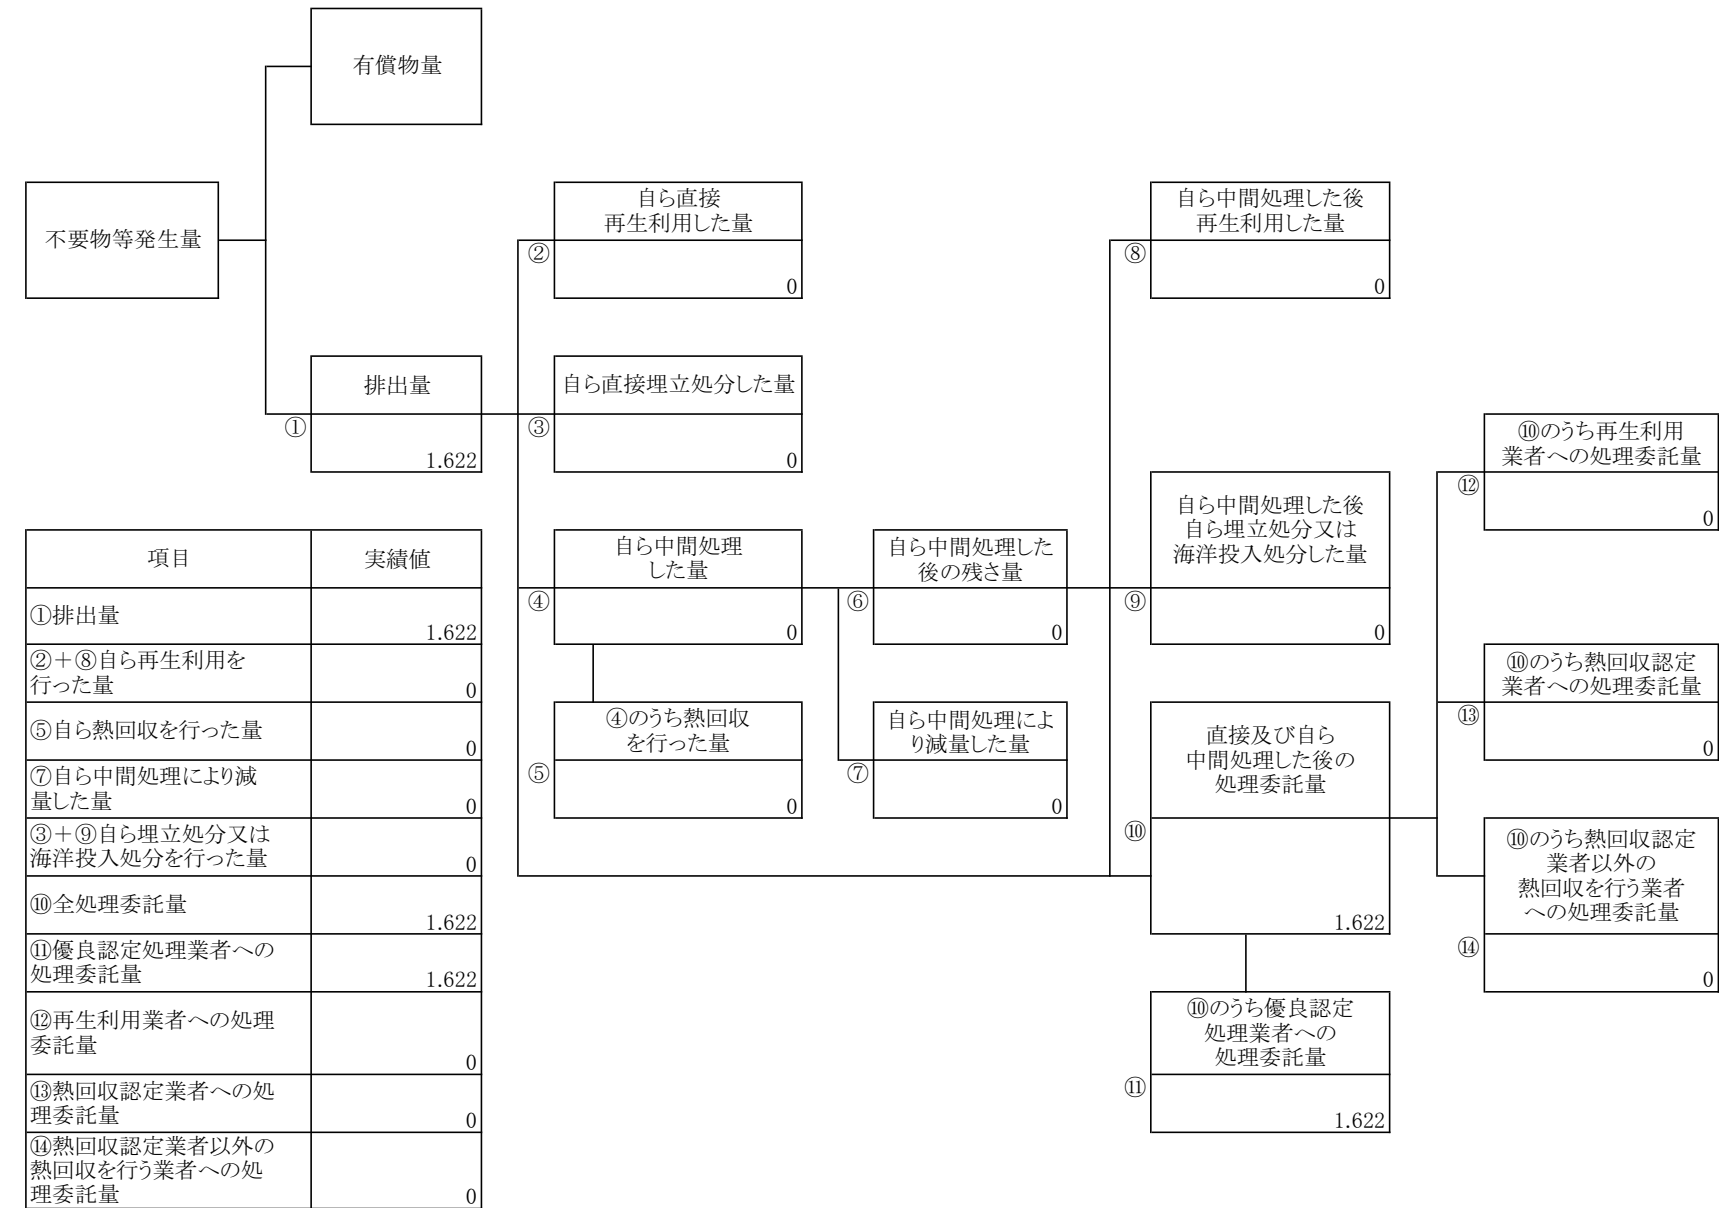 有償物量
不要物等発生量
自ら直接
再生利用した量
②
0
自ら中間処理した後
再生利用した量
⑧
0
排出量
①
1.622
自ら直接埋立処分した量
③
0
⑩のうち再生利用
業者への処理委託量
⑫
0
自ら中間処理
した量
④
0
自ら中間処理した
後の残さ量
⑥
0
自ら中間処理した後
自ら埋立処分又は
海洋投入処分した量
⑨
0
⑩のうち熱回収認定
業者への処理委託量
⑬
0
④のうち熱回収
を行った量
⑤
0
自ら中間処理によ
り減量した量
⑦
0
直接及び自ら
中間処理した後の
処理委託量
⑩
1.622
⑩のうち熱回収認定
業者以外の
熱回収を行う業者
への処理委託量
⑭
0
⑩のうち優良認定
処理業者への
処理委託量
⑪
1.622
項目 実績値
①排出量
1.622
②＋⑧自ら再生利用を
行った量
0
⑤自ら熱回収を行った量
0
⑦自ら中間処理により減
量した量
0
③＋⑨自ら埋立処分又は
海洋投入処分を行った量
0
⑩全処理委託量
1.622
⑪優良認定処理業者への
処理委託量
1.622
⑫再生利用業者への処理
委託量
0
⑬熱回収認定業者への処
理委託量
0
⑭熱回収認定業者以外の
熱回収を行う業者への処
理委託量
0